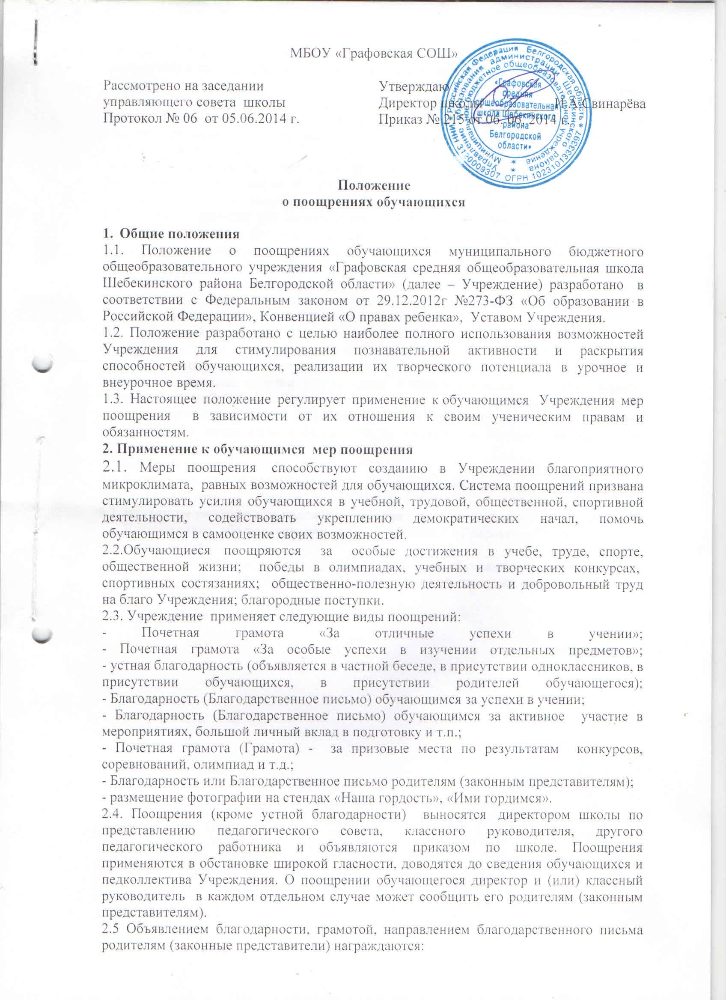 МБОУ «Графовская СОШ»
Рассмотрено на заседании
управляющего совета школы
Протокол № 06 от 05.06.2014 г.
Утверждаю
Директор школы И.А.Свинарёва
Приказ № 215 от 06. 06. 2014 г.
Российская Федерация Белгородская область
ИНН 3120009307 ОГРН 1023101333397
Управление образования администрации Шебекинского района
Муниципальное бюджетное общеобразовательное учреждение
«Графовская
средняя
общеобразовательная
школа Шебекинского
района
Белгородской
области»
Положение
о поощрениях обучающихся
1. Общие положения
1.1. Положение о поощрениях обучающихся муниципального бюджетного
общеобразовательного учреждения «Графовская средняя общеобразовательная школа
Шебекинского района Белгородской области» (далее – Учреждение) разработано в
соответствии с Федеральным законом от 29.12.2012г №273-ФЗ «Об образовании в
Российской Федерации», Конвенцией «О правах ребенка», Уставом Учреждения.
1.2. Положение разработано с целью наиболее полного использования возможностей
Учреждения для стимулирования познавательной активности и раскрытия
способностей обучающихся, реализации их творческого потенциала в урочное и
внеурочное время.
1.3. Настоящее положение регулирует применение к обучающимся Учреждения мер
поощрения в зависимости от их отношения к своим ученическим правам и
обязанностям.
2. Применение к обучающимся мер поощрения
2.1. Меры поощрения способствуют созданию в Учреждении благоприятного
микроклимата, равных возможностей для обучающихся. Система поощрений призвана
стимулировать усилия обучающихся в учебной, трудовой, общественной, спортивной
деятельности, содействовать укреплению демократических начал, помочь
обучающимся в самооценке своих возможностей.
2.2.Обучающиеся поощряются за особые достижения в учебе, труде, спорте,
общественной жизни; победы в олимпиадах, учебных и творческих конкурсах,
спортивных состязаниях; общественно-полезную деятельность и добровольный труд
на благо Учреждения; благородные поступки.
2.3. Учреждение применяет следующие виды поощрений:
- Почетная грамота «За отличные успехи в учении»;
- Почетная грамота «За особые успехи в изучении отдельных предметов»;
- устная благодарность (объявляется в частной беседе, в присутствии одноклассников, в
присутствии обучающихся, в присутствии родителей обучающегося);
- Благодарность (Благодарственное письмо) обучающимся за успехи в учении;
- Благодарность (Благодарственное письмо) обучающимся за активное участие в
мероприятиях, большой личный вклад в подготовку и т.п.;
- Почетная грамота (Грамота) - за призовые места по результатам конкурсов,
соревнований, олимпиад и т.д.;
- Благодарность или Благодарственное письмо родителям (законным представителям);
- размещение фотографии на стендах «Наша гордость», «Ими гордимся».
2.4. Поощрения (кроме устной благодарности) выносятся директором школы по
представлению педагогического совета, классного руководителя, другого
педагогического работника и объявляются приказом по школе. Поощрения
применяются в обстановке широкой гласности, доводятся до сведения обучающихся и
педколлектива Учреждения. О поощрении обучающегося директор и (или) классный
руководитель в каждом отдельном случае может сообщить его родителям (законным
представителям).
2.5 Объявлением благодарности, грамотой, направлением благодарственного письма
родителям (законные представители) награждаются: